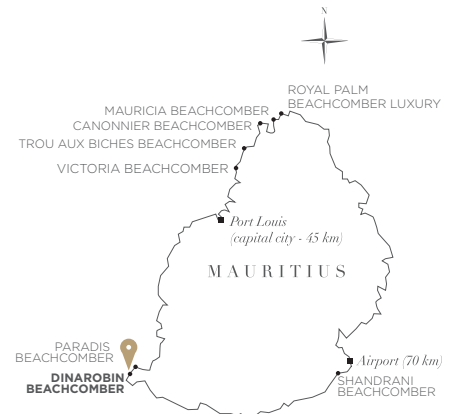 N
ROYAL PALM
BEACHCOMBER LUXURY
MAURICIA BEACHCOMBER
CANONNIER BEACHCOMBER
TROU AUX BICHES BEACHCOMBER
VICTORIA BEACHCOMBER
Port Louis
(capital city - 45 km)
MAURITIUS
PARADIS
BEACHCOMBER
DINAROBIN
BEACHCOMBER
Airport (70 km)
SHANDRANI
BEACHCOMBER